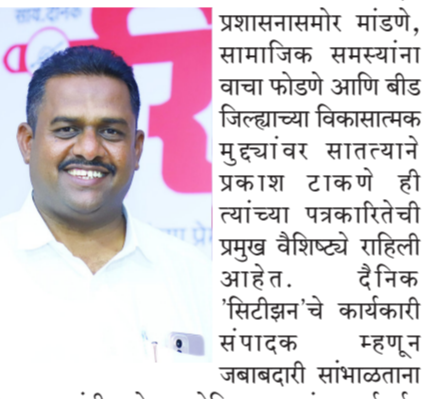 सायं.दैनिक
प्रशासनासमोर मांडणे,
सामाजिक समस्यांना
वाचा फोडणे आणि बीड
जिल्ह्याच्या विकासात्मक
मुद्द्यांवर सातत्याने
प्रकाश टाकणे ही
त्यांच्या पत्रकारितेची
प्रमुख वैशिष्ट्ये राहिली
आहेत. दैनिक
'सिटीझन'चे कार्यकारी
संपादक म्हणून
जबाबदारी सांभाळताना